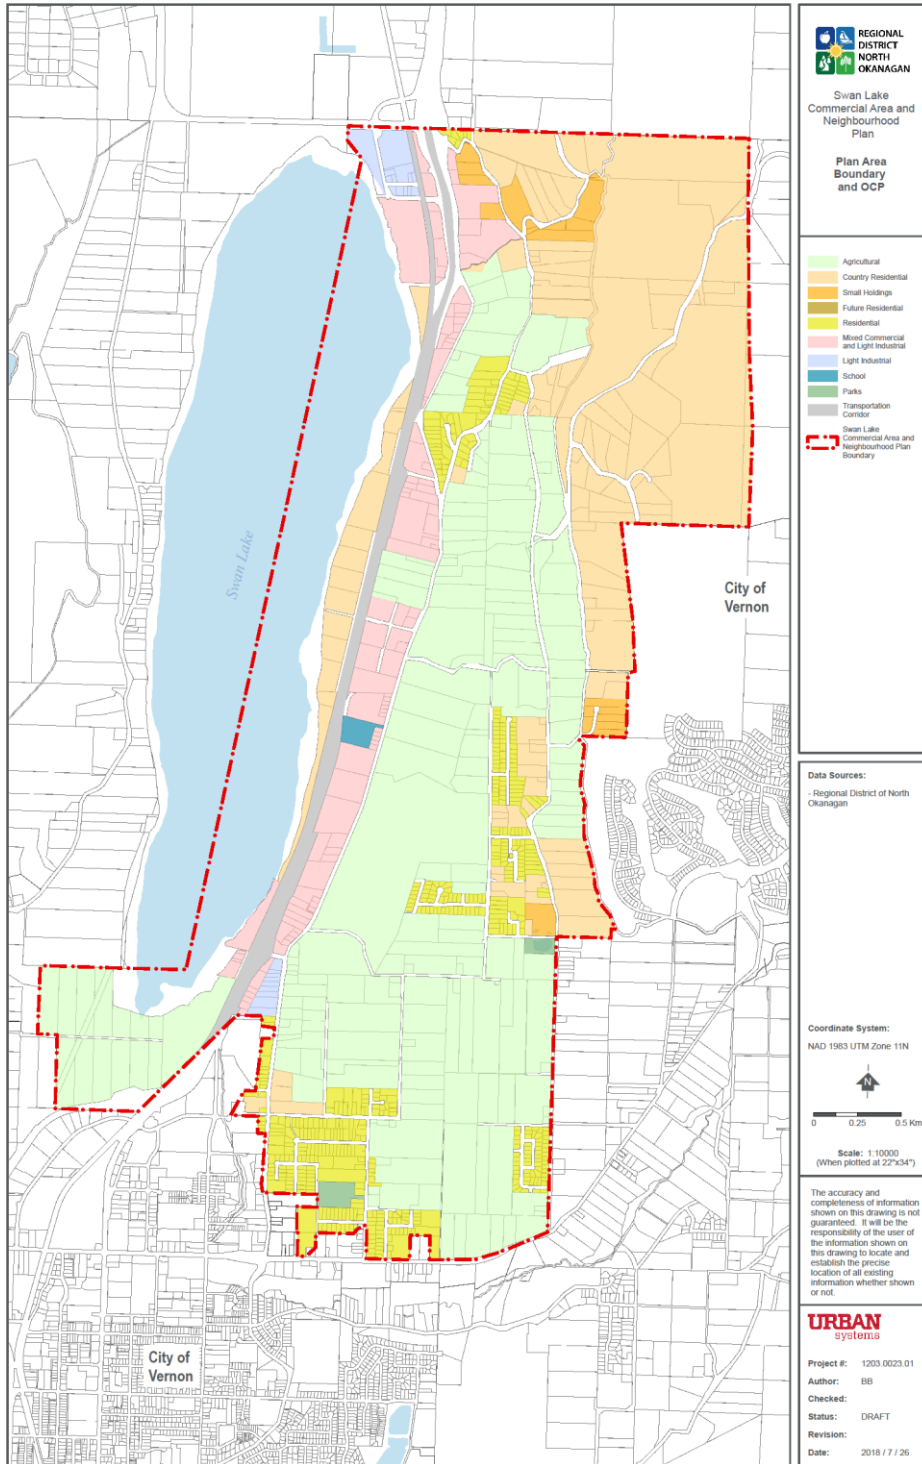 REGIONAL
DISTRICT
NORTH
OKANAGAN
Swan Lake
Commercial Area and
Neighbourhood
Plan
Plan Area
Boundary
and OCP
Agricultural
Country Residential
Small Holdings
Future Residential
Residential
Mixed Commercial
and Light Industrial
Light Industrial
School
Parks
Transportation
Corridor
Swan Lake
Commercial Area and
Neighbourhood Plan
Boundary
Swan Lake
City of
Vernon
City of
Vernon
Data Sources:
- Regional District of North
Okanagan
Coordinate System:
NAD 1983 UTM Zone 11N
N
0 0.25 0.5 Km
Scale: 1:10000
(When plotted at 22"x34")
The accuracy and
completeness of information
shown on this drawing is not
guaranteed. It will be the
responsibility of the user of
the information shown on
this drawing to locate and
establish the precise
location of all existing
information whether shown
or not.
URBAN
systems
Project #: 1203.0023.01
Author: BB
Checked:
Status: DRAFT
Revision:
Date: 2018 / 7 / 26